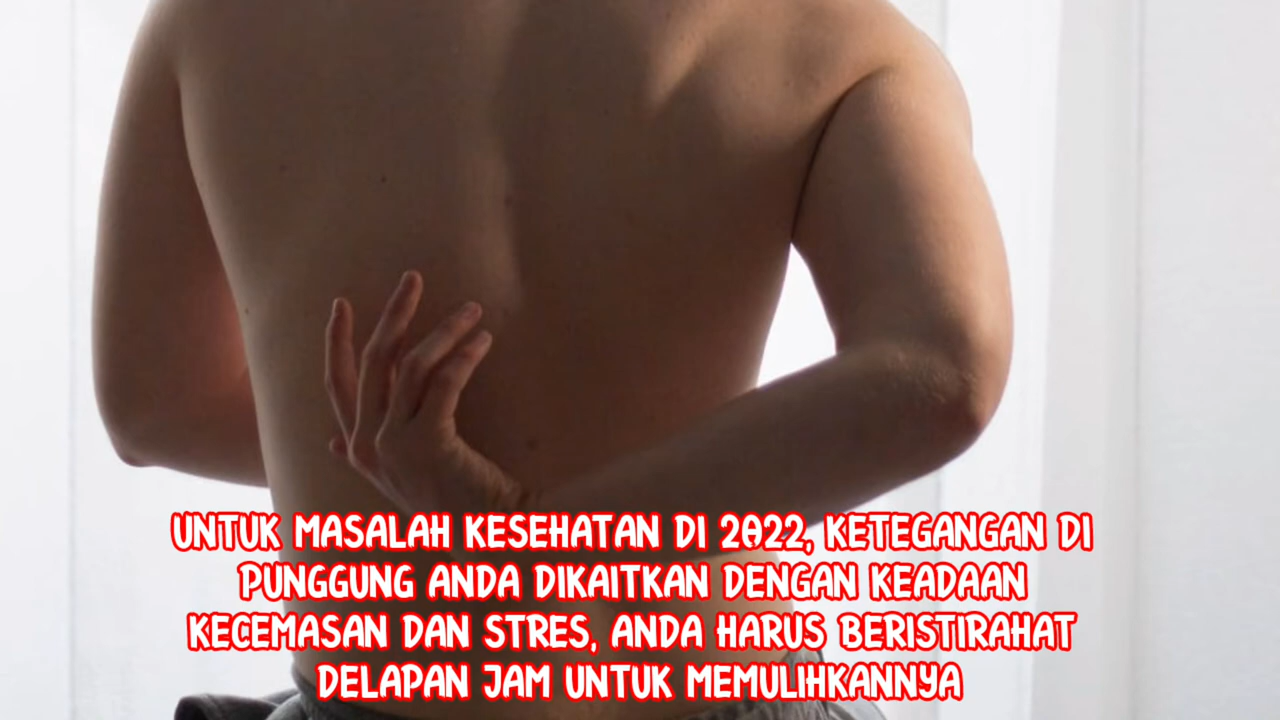 UNTUK MASALAH KESEHATAN DI 2022, KETEGANGAN DI
PUNGGUNG ANDA DIKAITKAN DENGAN KEADAAN
KECEMASAN DAN STRES, ANDA HARUS BERISTIRAHAT
DELAPAN JAM UNTUK MEMULIHKANNYA